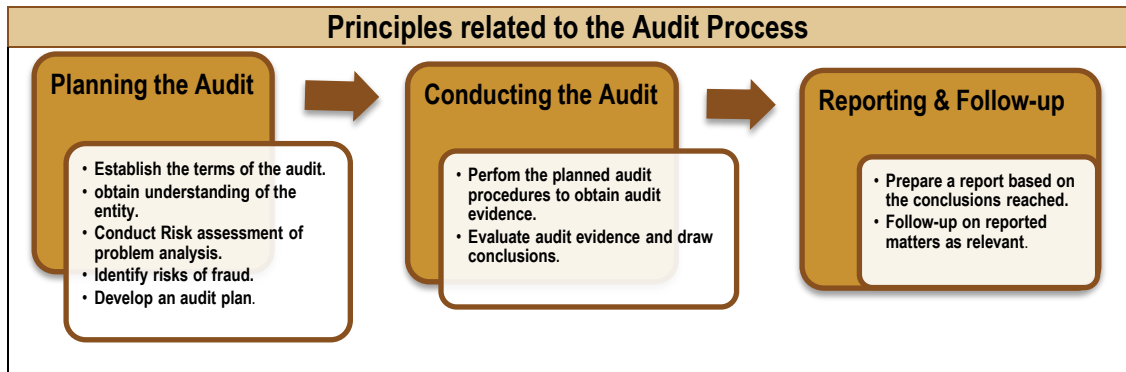 Principles related to the Audit Process
Planning the Audit
• Establish the terms of the audit.
• obtain understanding of the
entity.
• Conduct Risk assessment of
problem analysis.
• Identify risks of fraud.
• Develop an audit plan.
Conducting the Audit
• Perfom the planned audit
procedures to obtain audit
evidence.
• Evaluate audit evidence and draw
conclusions.
Reporting & Follow-up
• Prepare a report based on
the conclusions reached.
• Follow-up on reported
matters as relevant.